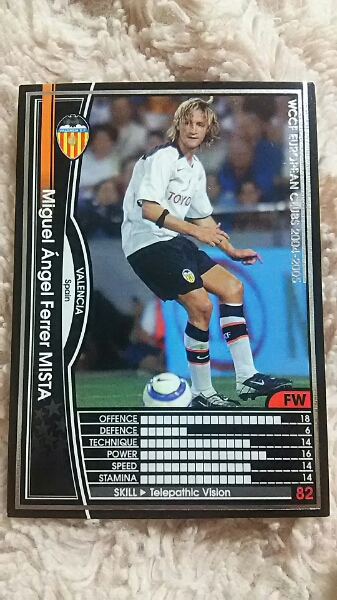 WCCF EUROPEAN CLUBS 2004-2005
Miguel Ángel Ferrer MISTA
VALENCIA
Spain
TOYO
FW
OFFENCE 18
DEFENCE 6
TECHNIQUE 14
POWER 16
SPEED 14
STAMINA 14
SKILL ▶ Telepathic Vision 82